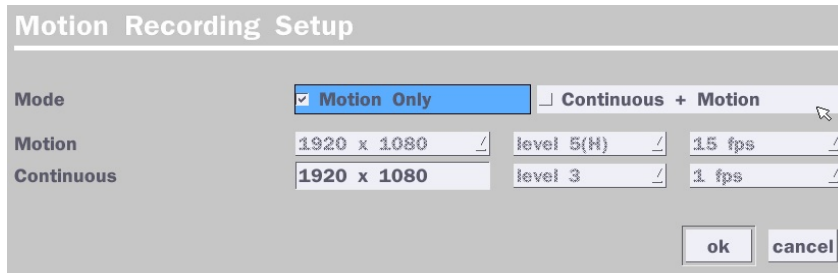 Motion Recording Setup
Mode Motion Only Continuous + Motion
Motion 1920 x 1080 level 5(H) 15 fps
Continuous 1920 x 1080 level 3 1 fps
ok cancel